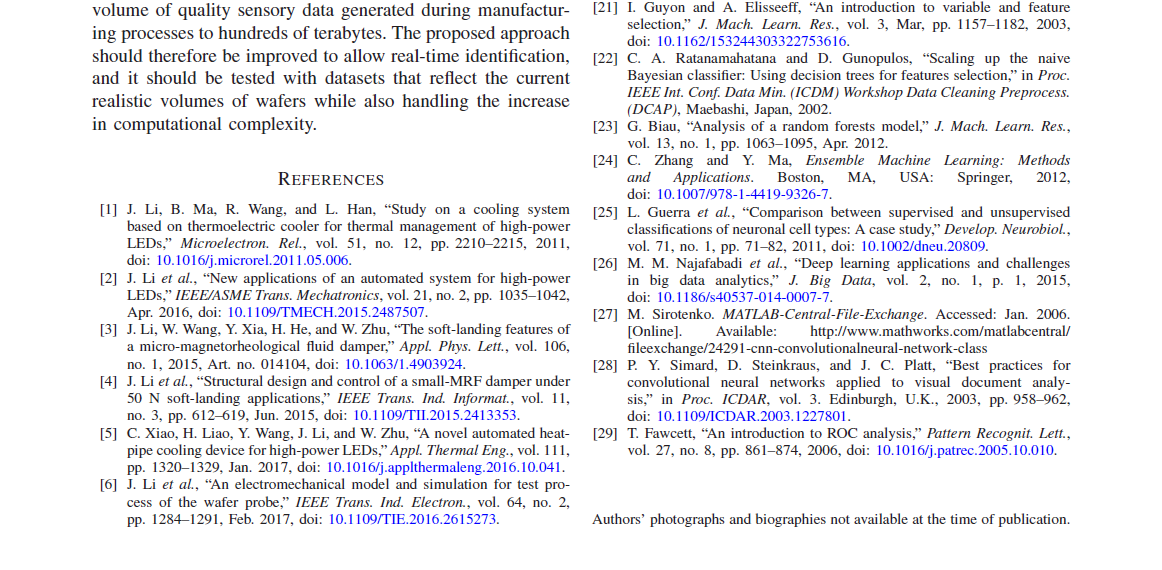 volume of quality sensory data generated during manufactur-
ing processes to hundreds of terabytes. The proposed approach
should therefore be improved to allow real-time identification,
and it should be tested with datasets that reflect the current
realistic volumes of wafers while also handling the increase
in computational complexity.
REFERENCES
[1] J. Li, B. Ma, R. Wang, and L. Han, “Study on a cooling system
based on thermoelectric cooler for thermal management of high-power
LEDs,” Microelectron. Rel., vol. 51, no. 12, pp. 2210–2215, 2011,
doi: 10.1016/j.microrel.2011.05.006.
[2] J. Li et al., “New applications of an automated system for high-power
LEDs,” IEEE/ASME Trans. Mechatronics, vol. 21, no. 2, pp. 1035–1042,
Apr. 2016, doi: 10.1109/TMECH.2015.2487507.
[3] J. Li, W. Wang, Y. Xia, H. He, and W. Zhu, “The soft-landing features of
a micro-magnetorheological fluid damper,” Appl. Phys. Lett., vol. 106,
no. 1, 2015, Art. no. 014104, doi: 10.1063/1.4903924.
[4] J. Li et al., “Structural design and control of a small-MRF damper under
50 N soft-landing applications,” IEEE Trans. Ind. Informat., vol. 11,
no. 3, pp. 612–619, Jun. 2015, doi: 10.1109/TII.2015.2413353.
[5] C. Xiao, H. Liao, Y. Wang, J. Li, and W. Zhu, “A novel automated heat-
pipe cooling device for high-power LEDs,” Appl. Thermal Eng., vol. 111,
pp. 1320–1329, Jan. 2017, doi: 10.1016/j.applthermaleng.2016.10.041.
[6] J. Li et al., “An electromechanical model and simulation for test pro-
cess of the wafer probe,” IEEE Trans. Ind. Electron., vol. 64, no. 2,
pp. 1284–1291, Feb. 2017, doi: 10.1109/TIE.2016.2615273.
[21] I. Guyon and A. Elisseeff, “An introduction to variable and feature
selection,” J. Mach. Learn. Res., vol. 3, Mar, pp. 1157–1182, 2003,
doi: 10.1162/153244303322753616.
[22] C. A. Ratanamahatana and D. Gunopulos, “Scaling up the naive
Bayesian classifier: Using decision trees for features selection,” in Proc.
IEEE Int. Conf. Data Min. (ICDM) Workshop Data Cleaning Preprocess.
(DCAP), Maebashi, Japan, 2002.
[23] G. Biau, “Analysis of a random forests model,” J. Mach. Learn. Res.,
vol. 13, no. 1, pp. 1063–1095, Apr. 2012.
[24] C. Zhang and Y. Ma, Ensemble Machine Learning: Methods
and Applications. Boston, MA, USA: Springer, 2012,
doi: 10.1007/978-1-4419-9326-7.
[25] L. Guerra et al., “Comparison between supervised and unsupervised
classifications of neuronal cell types: A case study,” Develop. Neurobiol.,
vol. 71, no. 1, pp. 71–82, 2011, doi: 10.1002/dneu.20809.
[26] M. M. Najafabadi et al., “Deep learning applications and challenges
in big data analytics,” J. Big Data, vol. 2, no. 1, p. 1, 2015,
doi: 10.1186/s40537-014-0007-7.
[27] M. Sirotenko. MATLAB-Central-File-Exchange. Accessed: Jan. 2006.
[Online]. Available: http://www.mathworks.com/matlabcentral/
fileexchange/24291-cnn-convolutionalneural-network-class
[28] P. Y. Simard, D. Steinkraus, and J. C. Platt, “Best practices for
convolutional neural networks applied to visual document analy-
sis,” in Proc. ICDAR, vol. 3. Edinburgh, U.K., 2003, pp. 958–962,
doi: 10.1109/ICDAR.2003.1227801.
[29] T. Fawcett, “An introduction to ROC analysis,” Pattern Recognit. Lett.,
vol. 27, no. 8, pp. 861–874, 2006, doi: 10.1016/j.patrec.2005.10.010.
Authors’ photographs and biographies not available at the time of publication.